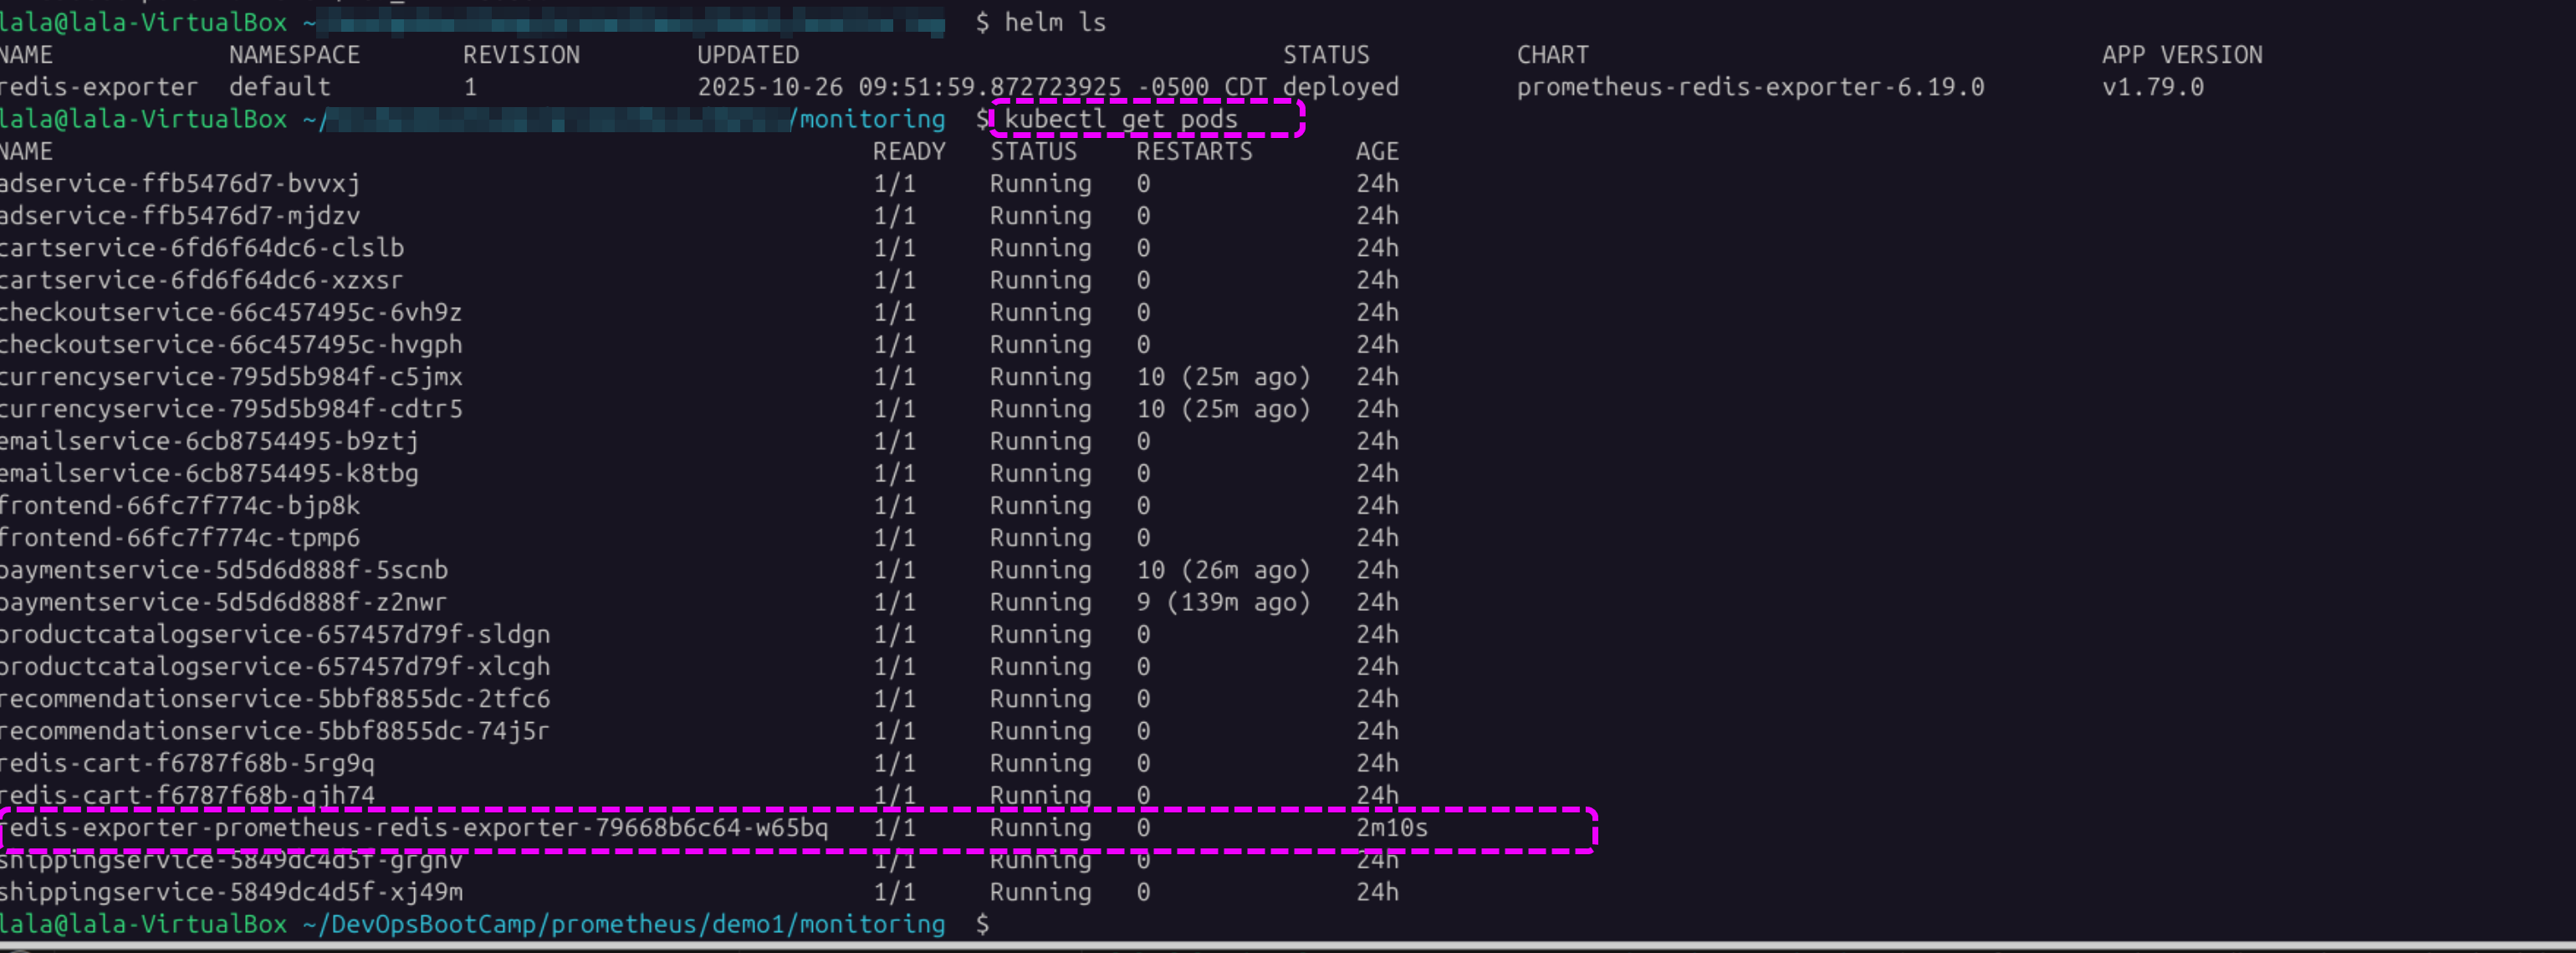 lala@lala-VirtualBox ~ $ helm ls
NAME NAMESPACE REVISION UPDATED STATUS CHART APP VERSION
redis-exporter default 1 2025-10-26 09:51:59.872723925 -0500 CDT deployed prometheus-redis-exporter-6.19.0 v1.79.0
lala@lala-VirtualBox ~/ /monitoring $ kubectl get pods
NAME READY STATUS RESTARTS AGE
adservice-ffb5476d7-bvvxj 1/1 Running 0 24h
adservice-ffb5476d7-mjdzv 1/1 Running 0 24h
cartservice-6fd6f64dc6-clslb 1/1 Running 0 24h
cartservice-6fd6f64dc6-xzxsr 1/1 Running 0 24h
checkoutservice-66c457495c-6vh9z 1/1 Running 0 24h
checkoutservice-66c457495c-hvgph 1/1 Running 0 24h
currencyservice-795d5b984f-c5jmx 1/1 Running 10 (25m ago) 24h
currencyservice-795d5b984f-cdtr5 1/1 Running 10 (25m ago) 24h
emailservice-6cb8754495-b9ztj 1/1 Running 0 24h
emailservice-6cb8754495-k8tbg 1/1 Running 0 24h
frontend-66fc7f774c-bjp8k 1/1 Running 0 24h
frontend-66fc7f774c-tpmp6 1/1 Running 0 24h
paymentservice-5d5d6d888f-5scnb 1/1 Running 10 (26m ago) 24h
paymentservice-5d5d6d888f-z2nwr 1/1 Running 9 (139m ago) 24h
productcatalogservice-657457d79f-sldgn 1/1 Running 0 24h
productcatalogservice-657457d79f-xlcgh 1/1 Running 0 24h
recommendationservice-5bbf8855dc-2tfc6 1/1 Running 0 24h
recommendationservice-5bbf8855dc-74j5r 1/1 Running 0 24h
redis-cart-f6787f68b-5rg9q 1/1 Running 0 24h
redis-cart-f6787f68b-qjh74 1/1 Running 0 24h
redis-exporter-prometheus-redis-exporter-79668b6c64-w65bq 1/1 Running 0 2m10s
shippingservice-5849dc4d5f-grgnv 1/1 Running 0 24h
shippingservice-5849dc4d5f-xj49m 1/1 Running 0 24h
lala@lala-VirtualBox ~/DevOpsBootCamp/prometheus/demo1/monitoring $